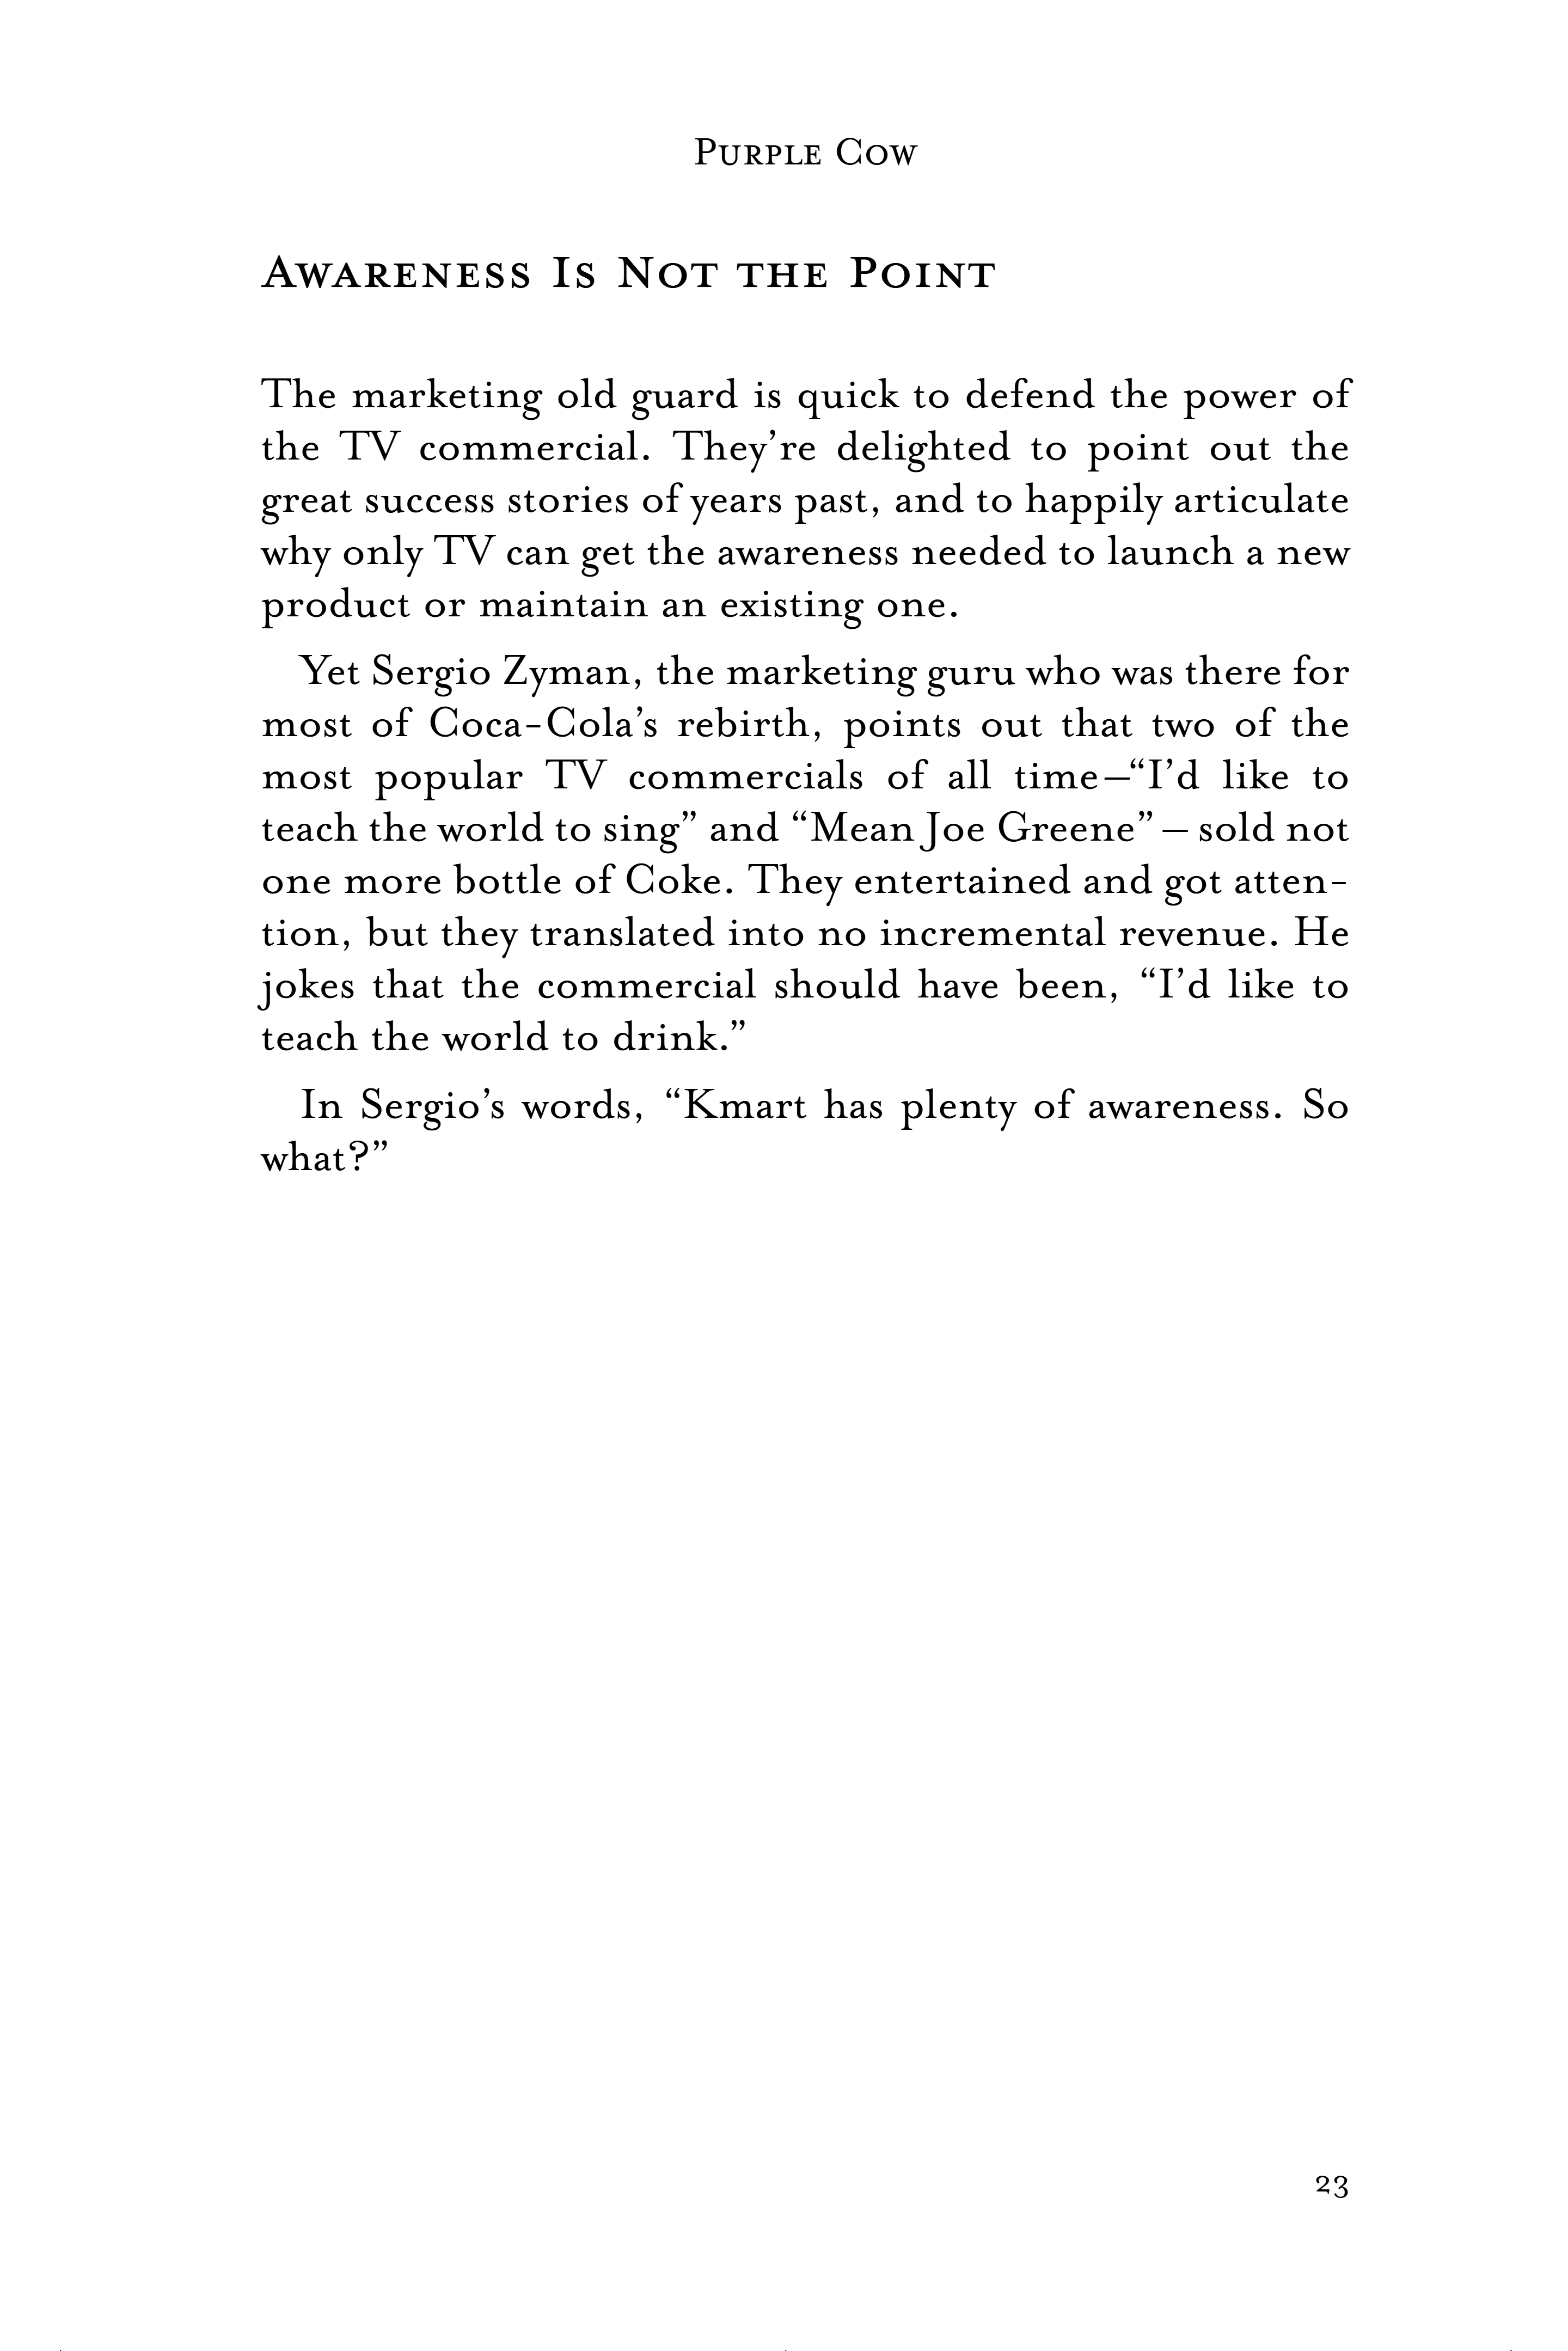 Purple Cow
Awareness Is Not the Point
The marketing old guard is quick to defend the power of
the TV commercial. They’re delighted to point out the
great success stories of years past, and to happily articulate
why only TV can get the awareness needed to launch a new
product or maintain an existing one.
Yet Sergio Zyman, the marketing guru who was there for
most of Coca-Cola’s rebirth, points out that two of the
most popular TV commercials of all time—“I’d like to
teach the world to sing” and “Mean Joe Greene” — sold not
one more bottle of Coke. They entertained and got atten-
tion, but they translated into no incremental revenue. He
jokes that the commercial should have been, “I’d like to
teach the world to drink.”
In Sergio’s words, “Kmart has plenty of awareness. So
what?”
23